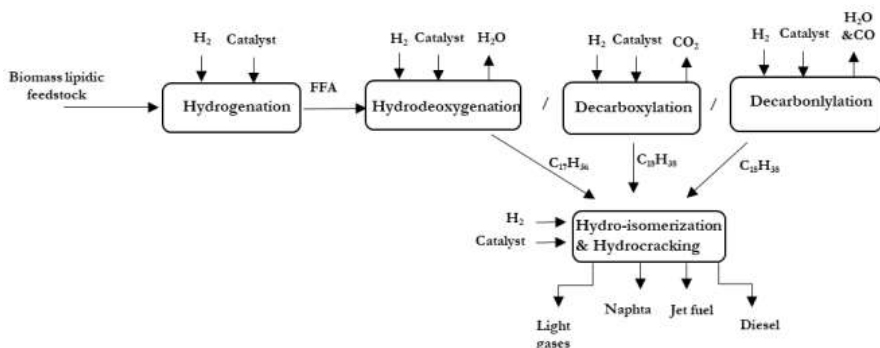 H₂
Catalyst
H₂
Catalyst
H₂O
H₂
Catalyst
CO₂
H₂
Catalyst
H₂O
&CO
Biomass lipidic
feedstock
Hydrogenation
FFA
Hydrodeoxygenation
/
Decarboxylation
/
Decarbonlylation
C₁₇H₃₆
C₁₈H₃₈
C₁₈H₃₈
H₂
Catalyst
Hydro-isomerization
& Hydrocracking
Light
gases
Naphta
Jet fuel
Diesel